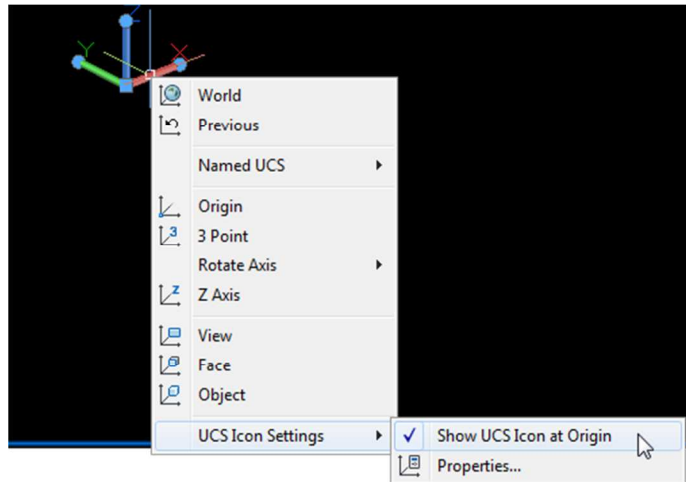 Z
Y
X
World
Previous
Named UCS
Origin
3 Point
Rotate Axis
Z Axis
View
Face
Object
UCS Icon Settings
Show UCS Icon at Origin
Properties...